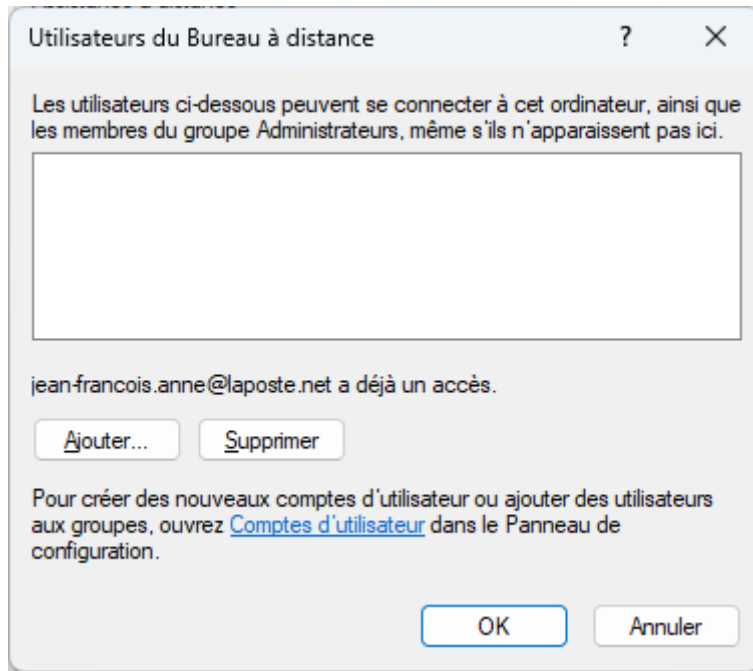 Utilisateurs du Bureau à distance
?
Les utilisateurs ci-dessous peuvent se connecter à cet ordinateur, ainsi que
les membres du groupe Administrateurs, même s'ils n'apparaissent pas ici.
jean-francois.anne@laposte.net a déjà un accès.
Ajouter...
Supprimer
Pour créer des nouveaux comptes d'utilisateur ou ajouter des utilisateurs
aux groupes, ouvrez Comptes d'utilisateur dans le Panneau de
configuration.
OK
Annuler